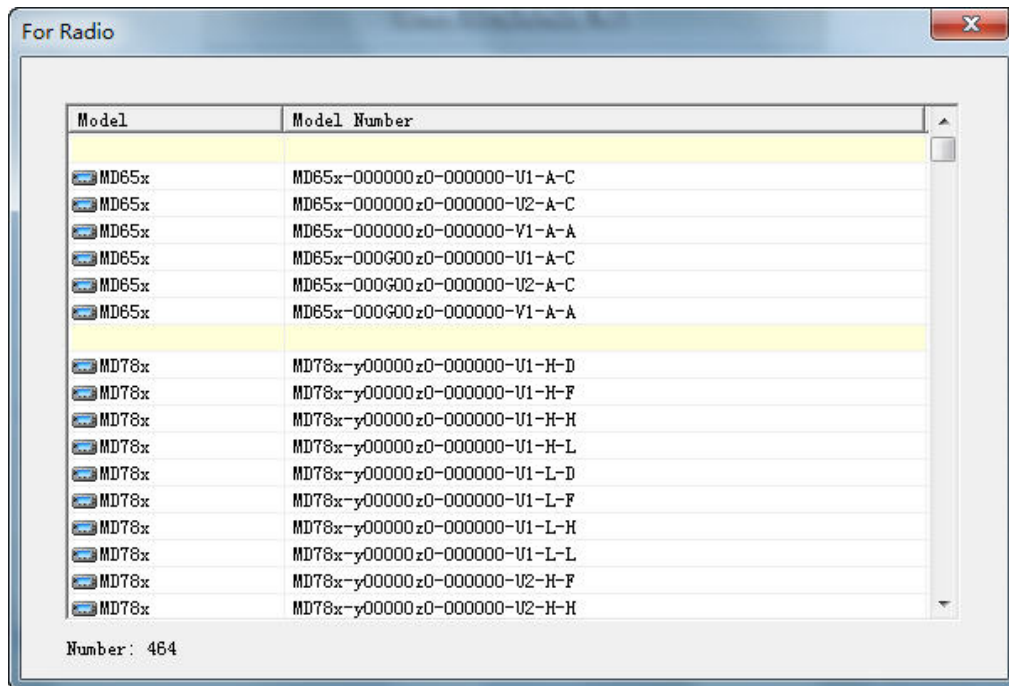 For Radio
Model Model Number
MD65x MD65x-000000z0-000000-U1-A-C
MD65x MD65x-000000z0-000000-U2-A-C
MD65x MD65x-000000z0-000000-V1-A-A
MD65x MD65x-000G00z0-000000-U1-A-C
MD65x MD65x-000G00z0-000000-U2-A-C
MD65x MD65x-000G00z0-000000-V1-A-A
MD78x MD78x-y00000z0-000000-U1-H-D
MD78x MD78x-y00000z0-000000-U1-H-F
MD78x MD78x-y00000z0-000000-U1-H-H
MD78x MD78x-y00000z0-000000-U1-H-L
MD78x MD78x-y00000z0-000000-U1-L-D
MD78x MD78x-y00000z0-000000-U1-L-F
MD78x MD78x-y00000z0-000000-U1-L-H
MD78x MD78x-y00000z0-000000-U1-L-L
MD78x MD78x-y00000z0-000000-U2-H-F
MD78x MD78x-y00000z0-000000-U2-H-H
Number: 464